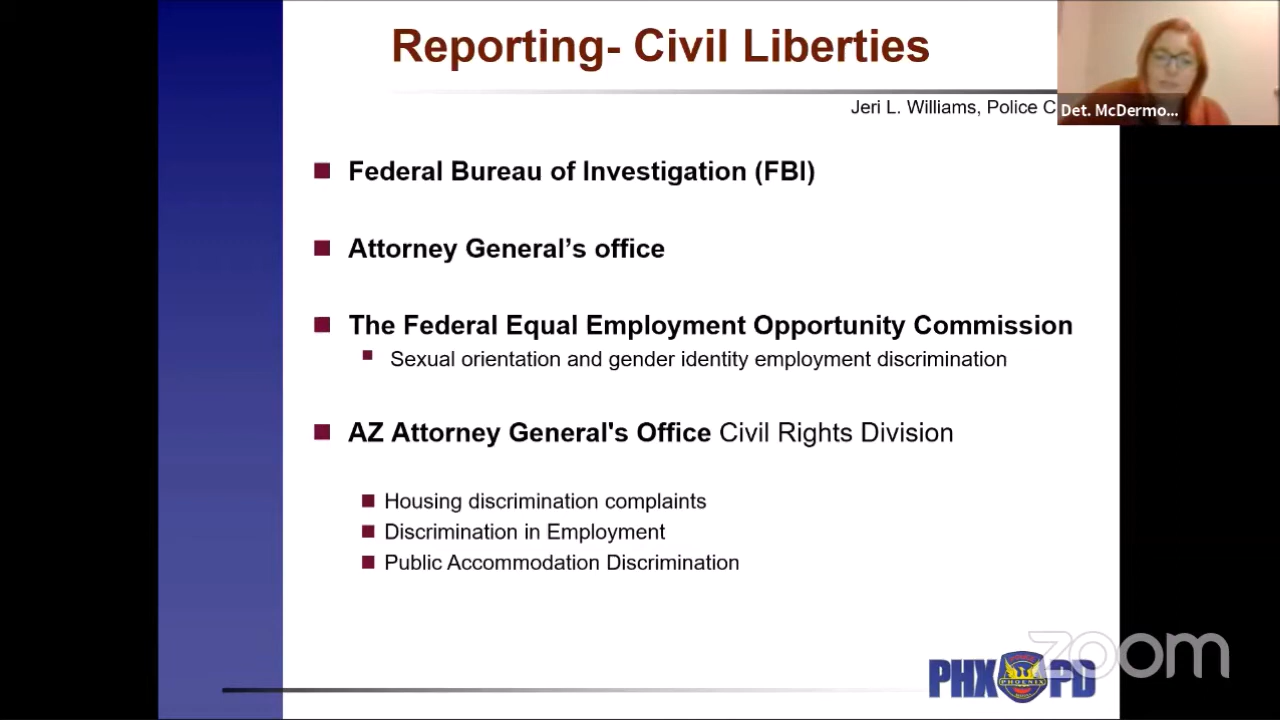 Reporting- Civil Liberties
Jeri L. Williams, Police C
Det. McDermo...
Federal Bureau of Investigation (FBI)
Attorney General’s office
The Federal Equal Employment Opportunity Commission
Sexual orientation and gender identity employment discrimination
AZ Attorney General's Office Civil Rights Division
Housing discrimination complaints
Discrimination in Employment
Public Accommodation Discrimination
zoom
PHX PD
PHOENIX